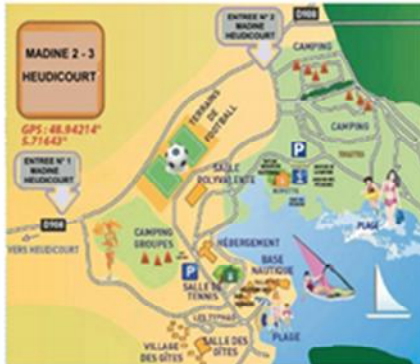 D908
ENTREE N° 2
MADINE
HEUDICOURT
MADINE 2 - 3
HEUDICOURT
CAMPING
GPS : 48.94214°
5.71643°
TERRAINS
DE
FOOTBALL
CAMPING
P
ENTREE N° 1
MADINE
HEUDICOURT
SALLE
POLYVALENTE
D908
PLAGE
VERS HEUDICOURT
CAMPING
GROUPES
HÉBERGEMENT
BASE
NAUTIQUE
P
SALLE DE
TENNIS
LES TIPIS
PLAGE
VILLAGE
DES GÎTES
SALLE DES
GÎTES